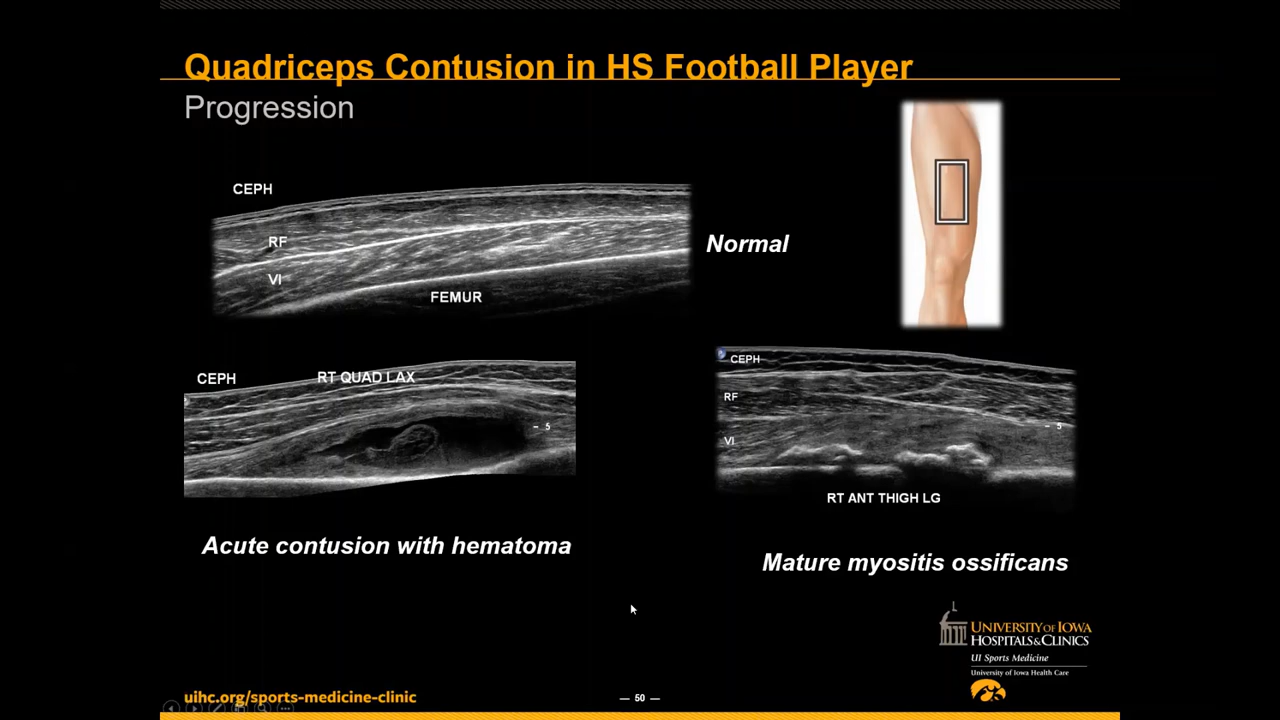 Quadriceps Contusion in HS Football Player
Progression
CEPH
RF
VI
FEMUR
Normal
CEPH
RT QUAD LAX
5
Acute contusion with hematoma
CEPH
RF
5
VI
RT ANT THIGH LG
Mature myositis ossificans
UNIVERSITY OF IOWA
HOSPITALS & CLINICS
UI Sports Medicine
University of Iowa Health Care
uihc.org/sports-medicine-clinic
— 50 —